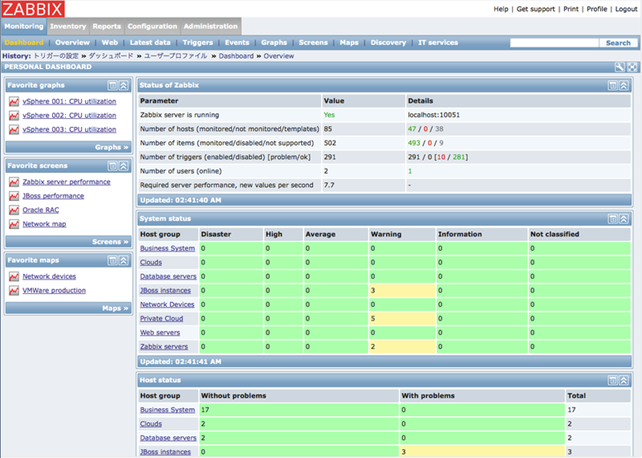 ZABBIX
Help | Get support | Print | Profile | Logout
Monitoring Inventory Reports Configuration Administration
Dashboard | Overview | Web | Latest data | Triggers | Events | Graphs | Screens | Maps | Discovery | IT services Search
History: トリガーの設定 » ダッシュボード » ユーザープロファイル » Dashboard » Overview
PERSONAL DASHBOARD
Favorite graphs
vSphere 001: CPU utilization
vSphere 002: CPU utilization
vSphere 003: CPU utilization
Graphs »
Favorite screens
Zabbix server performance
JBoss performance
Oracle RAC
Network map
Screens »
Favorite maps
Network devices
VMWare production
Maps »
Status of Zabbix
Parameter Value Details
Zabbix server is running Yes localhost:10051
Number of hosts (monitored/not monitored/templates) 85 47 / 0 / 38
Number of items (monitored/disabled/not supported) 502 493 / 0 / 9
Number of triggers (enabled/disabled) [problem/ok] 291 291 / 0 [10 / 281]
Number of users (online) 2 1
Required server performance, new values per second 7.7 -
Updated: 02:41:40 AM
System status
Host group Disaster High Average Warning Information Not classified
Business System 0 0 0 0 0 0
Clouds 0 0 0 0 0 0
Database servers 0 0 0 0 0 0
JBoss instances 0 0 0 3 0 0
Network Devices 0 0 0 0 0 0
Private Cloud 0 0 0 5 0 0
Web servers 0 0 0 0 0 0
Zabbix servers 0 0 0 2 0 0
Updated: 02:41:41 AM
Host status
Host group Without problems With problems Total
Business System 17 0 17
Clouds 2 0 2
Database servers 2 0 2
JBoss instances 0 3 3